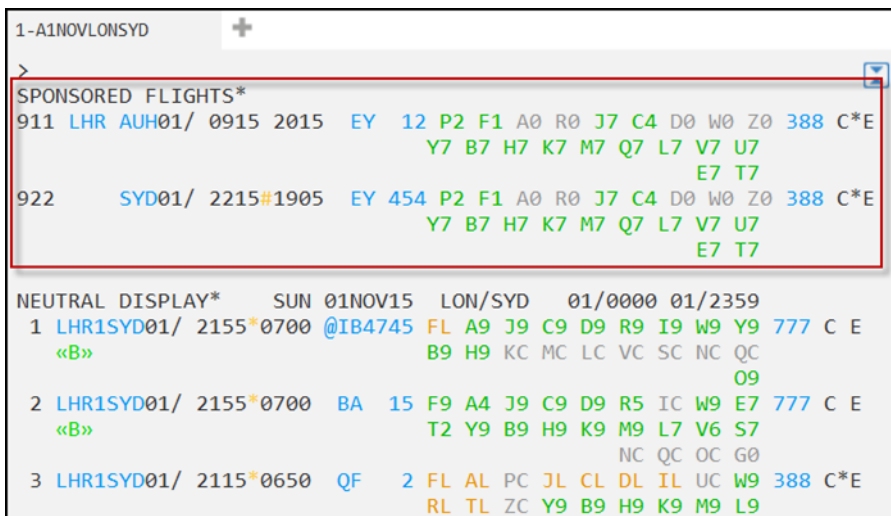 1-A1NOVLONSYD
>
SPONSORED FLIGHTS*
911 LHR AUH01/ 0915 2015 EY 12 P2 F1 A0 R0 J7 C4 D0 W0 Z0 388 C*E
Y7 B7 H7 K7 M7 Q7 L7 V7 U7
E7 T7
922 SYD01/ 2215#1905 EY 454 P2 F1 A0 R0 J7 C4 D0 W0 Z0 388 C*E
Y7 B7 H7 K7 M7 Q7 L7 V7 U7
E7 T7
NEUTRAL DISPLAY* SUN 01NOV15 LON/SYD 01/0000 01/2359
1 LHR1SYD01/ 2155*0700 @IB4745 FL A9 J9 C9 D9 R9 I9 W9 Y9 777 C E
«B» B9 H9 KC MC LC VC SC NC QC
O9
2 LHR1SYD01/ 2155*0700 BA 15 F9 A4 J9 C9 D9 R5 IC W9 E7 777 C E
«B» T2 Y9 B9 H9 K9 M9 L7 V6 S7
NC QC OC G0
3 LHR1SYD01/ 2115*0650 QF 2 FL AL PC JL CL DL IL UC W9 388 C*E
RL TL ZC Y9 B9 H9 K9 M9 L9